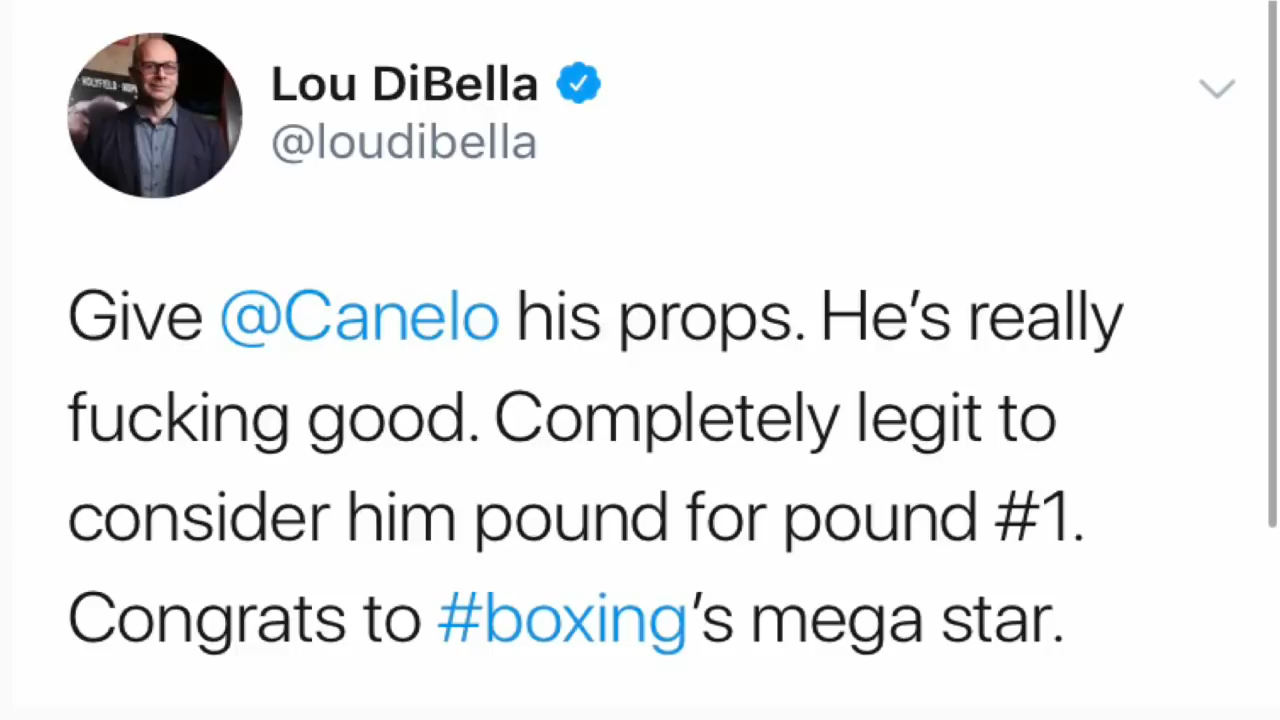 Lou DiBella
@loudibella
Give @Canelo his props. He’s really
fucking good. Completely legit to
consider him pound for pound #1.
Congrats to #boxing’s mega star.